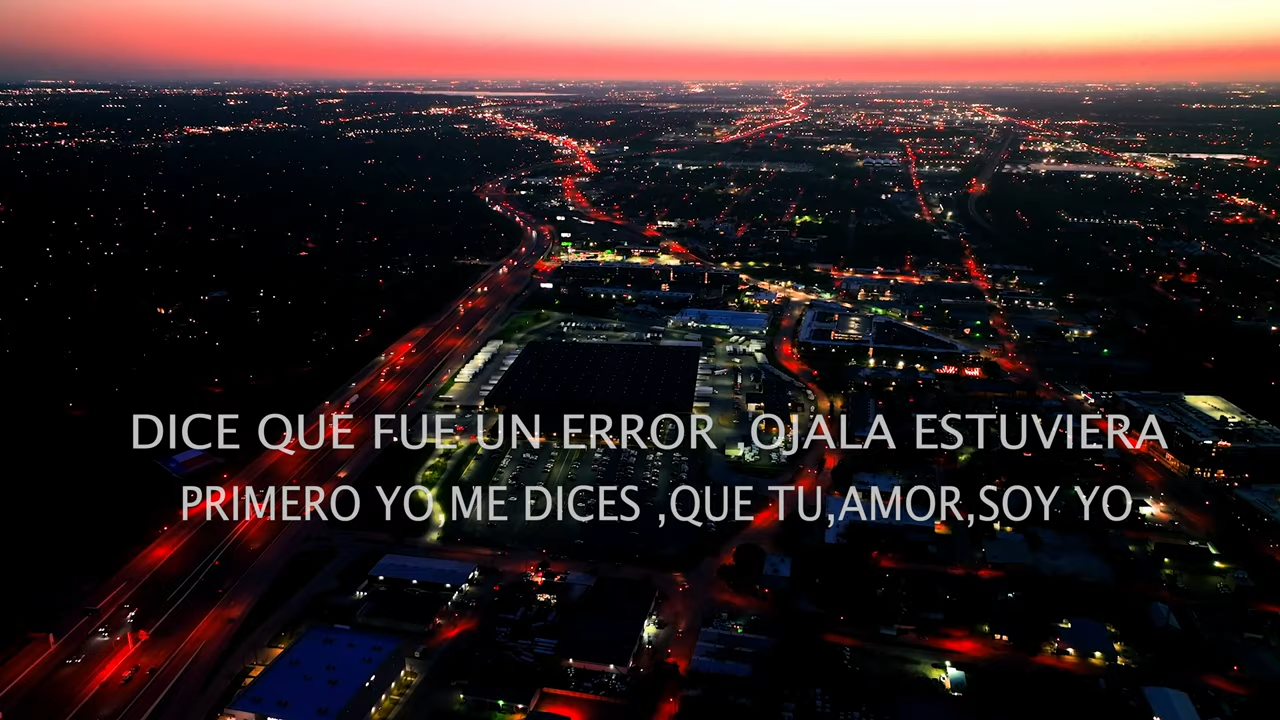 DICE QUE FUE UN ERROR ,OJALA ESTUVIERA
PRIMERO YO ME DICES ,QUE TU,AMOR,SOY YO